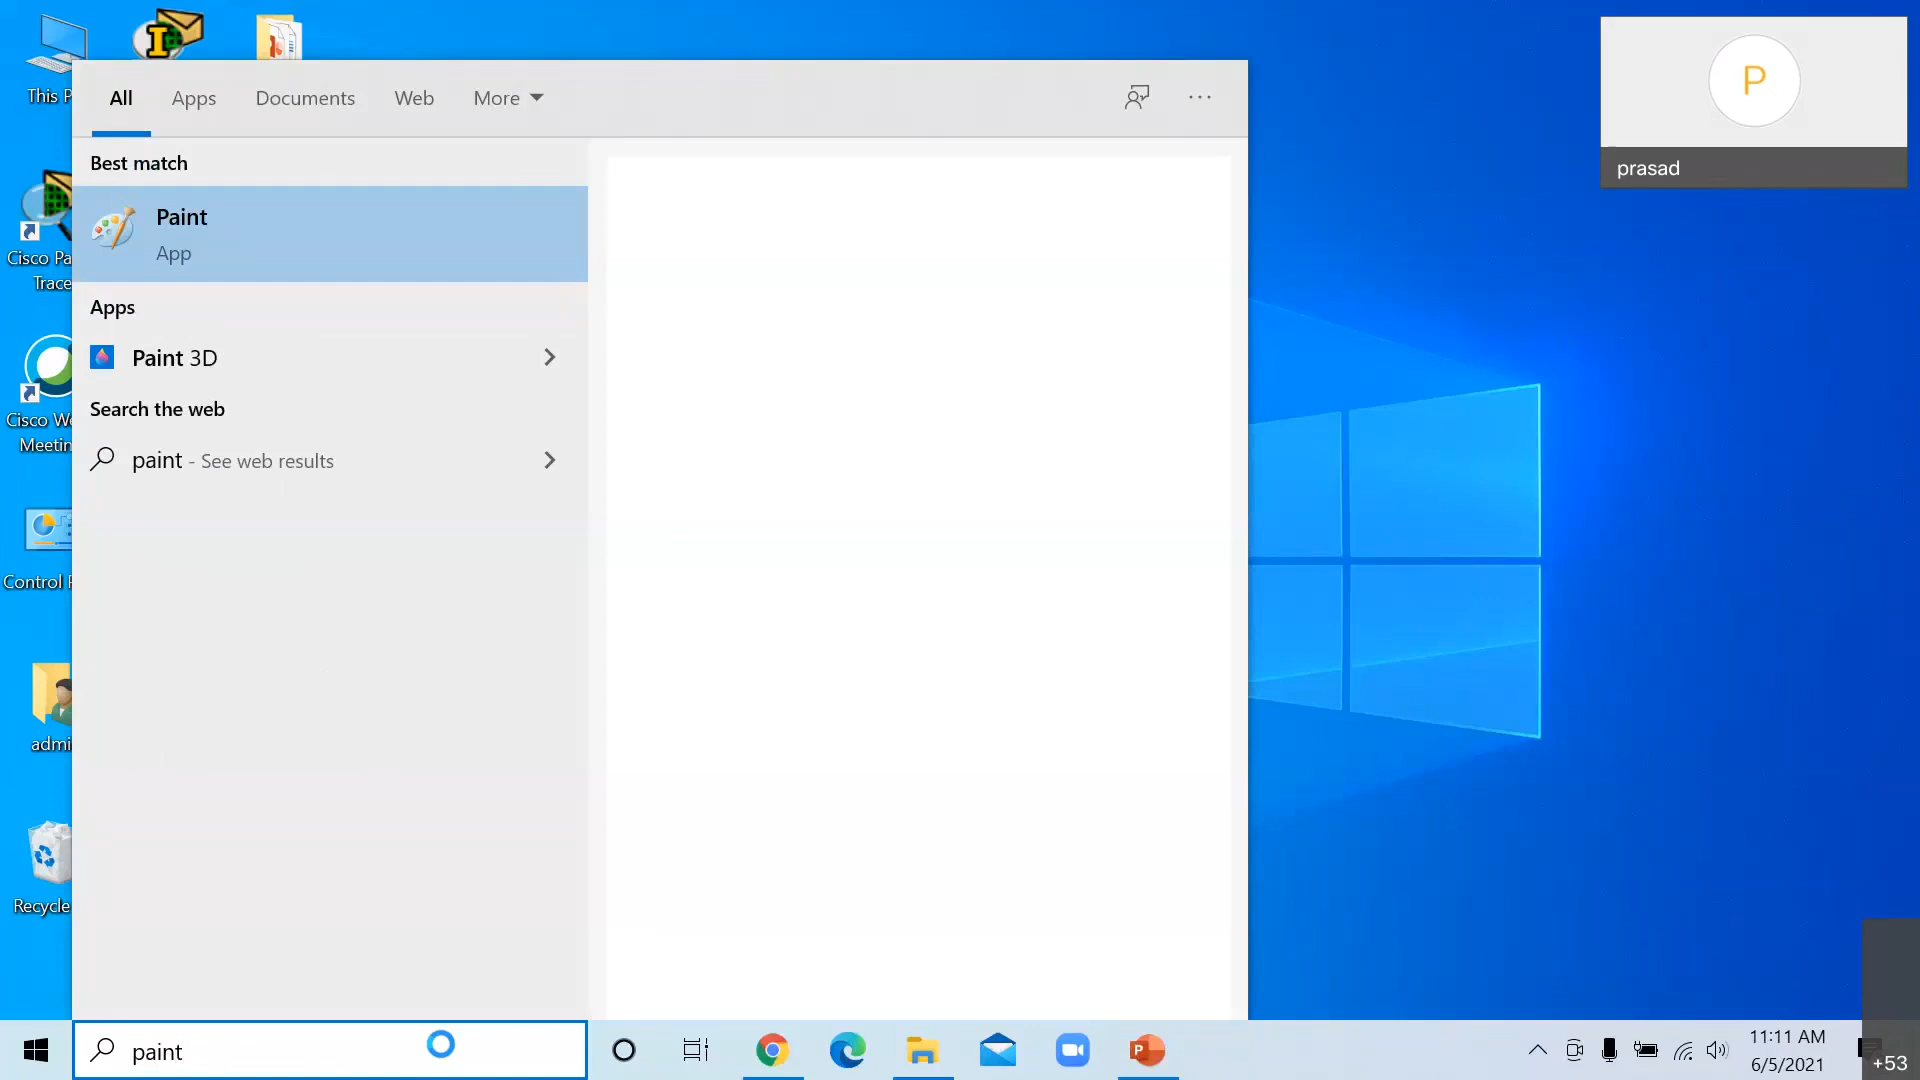 This P
All
Apps
Documents
Web
More
P
prasad
Best match
Paint
App
Cisco Pa
Trace
Apps
Paint 3D
Search the web
Cisco We
Meetin
paint - See web results
Control P
admi
Recycle
paint
11:11 AM
6/5/2021
+53